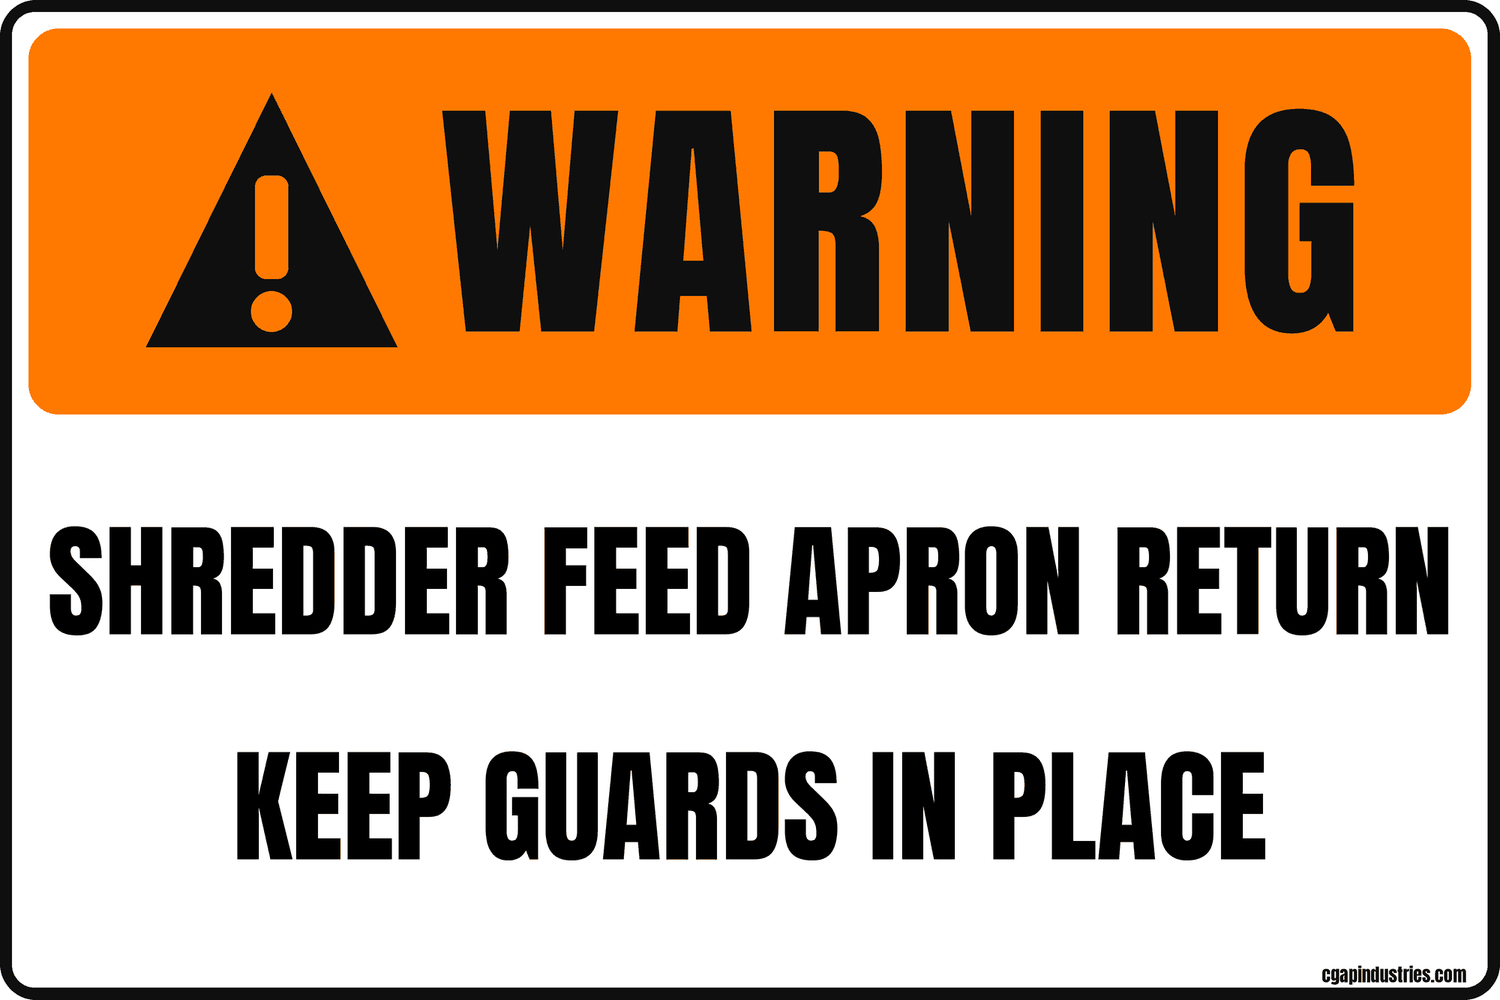 WARNING
SHREDDER FEED APRON RETURN
KEEP GUARDS IN PLACE
cgapindustries.com